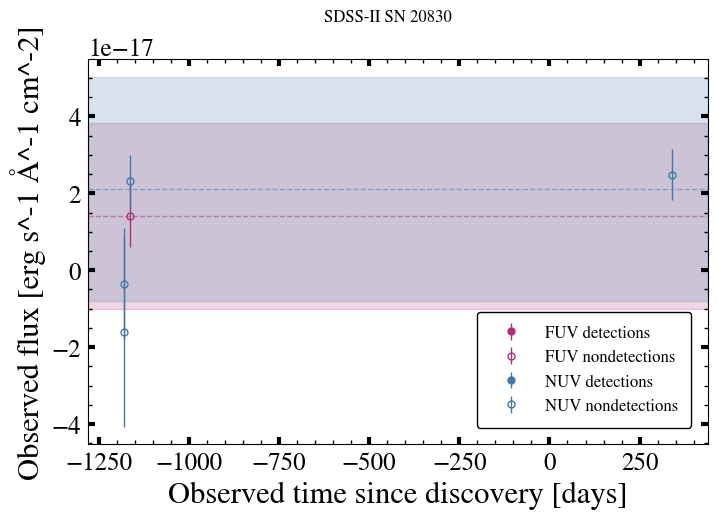 SDSS-II SN 20830
1e−17
Observed flux [erg s^-1 Å^-1 cm^-2]
4
2
0
−2
−4
FUV detections
FUV nondetections
NUV detections
NUV nondetections
−1250 −1000 −750 −500 −250 0 250
Observed time since discovery [days]